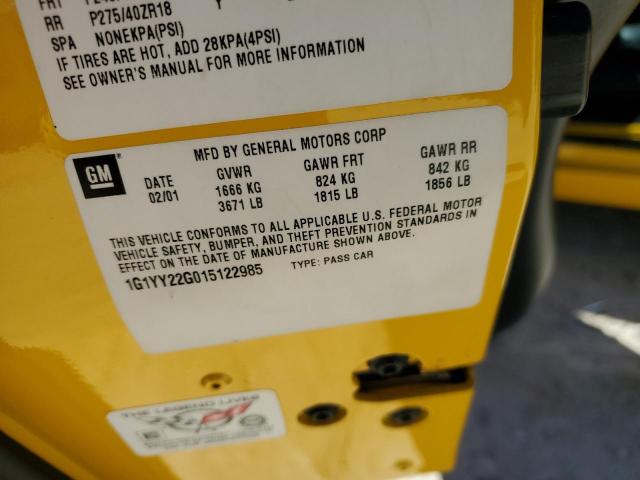 FRT
RR P275/40ZR18
SPA NONEKPA(PSI)
IF TIRES ARE HOT, ADD 28KPA(4PSI)
SEE OWNER'S MANUAL FOR MORE INFORMATION
GM
MFD BY GENERAL MOTORS CORP
DATE GVWR GAWR FRT GAWR RR
02/01 1666 KG 824 KG 842 KG
3671 LB 1815 LB 1856 LB
THIS VEHICLE CONFORMS TO ALL APPLICABLE U.S. FEDERAL MOTOR
VEHICLE SAFETY, BUMPER, AND THEFT PREVENTION STANDARDS IN
EFFECT ON THE DATE OF MANUFACTURE SHOWN ABOVE.
1G1YY22G015122985 TYPE: PASS CAR
THE LEGEND LIVES